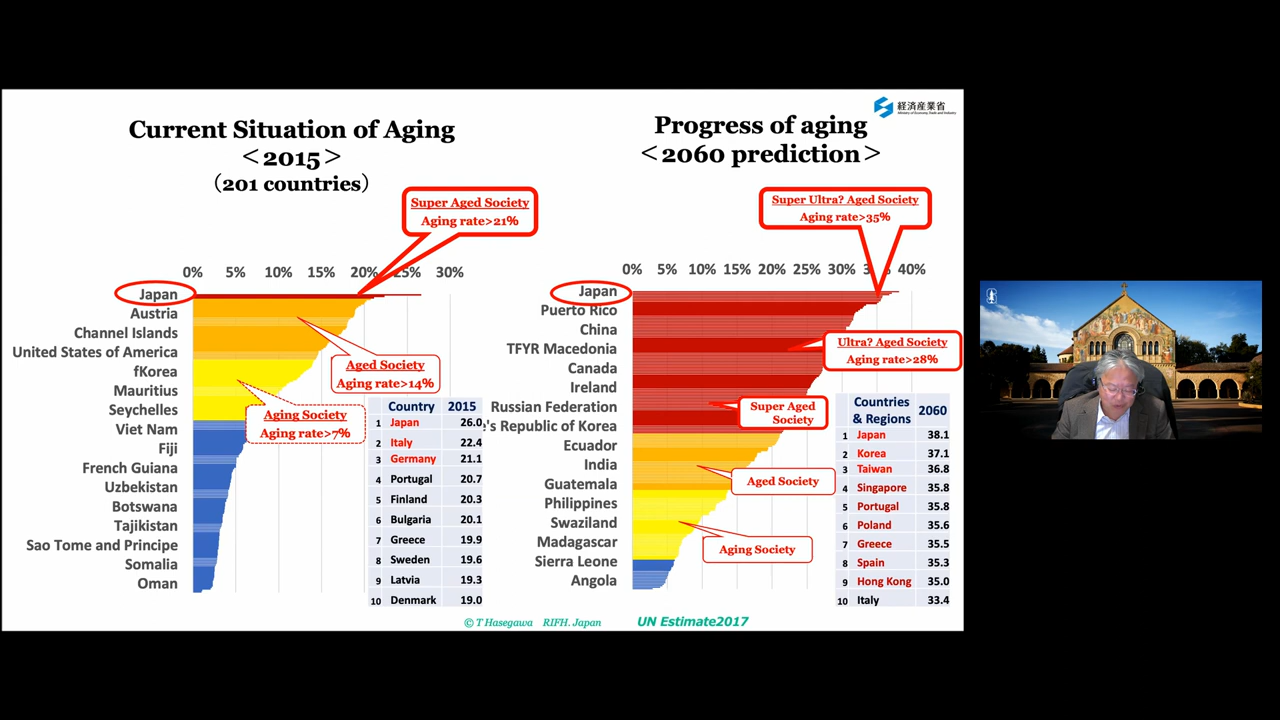 経済産業省
Ministry of Economy, Trade and Industry
Current Situation of Aging
<2015>
(201 countries)
Super Aged Society
Aging rate>21%
0% 5% 10% 15% 20% 25% 30%
Japan
Austria
Channel Islands
United States of America
fKorea
Mauritius
Seychelles
Viet Nam
Fiji
French Guiana
Uzbekistan
Botswana
Tajikistan
Sao Tome and Principe
Somalia
Oman
Aged Society
Aging rate>14%
Aging Society
Aging rate>7%
Country 2015
1 Japan 26.0
2 Italy 22.4
3 Germany 21.1
4 Portugal 20.7
5 Finland 20.3
6 Bulgaria 20.1
7 Greece 19.9
8 Sweden 19.6
9 Latvia 19.3
10 Denmark 19.0
Progress of aging
<2060 prediction>
Super Ultra? Aged Society
Aging rate>35%
0% 5% 10% 15% 20% 25% 30% 40%
Japan
Puerto Rico
China
TFYR Macedonia
Canada
Ireland
Russian Federation
's Republic of Korea
Ecuador
India
Guatemala
Philippines
Swaziland
Madagascar
Sierra Leone
Angola
Ultra? Aged Society
Aging rate>28%
Super Aged
Society
Aged Society
Aging Society
Countries
& Regions 2060
1 Japan 38.1
2 Korea 37.1
3 Taiwan 36.8
4 Singapore 35.8
5 Portugal 35.8
6 Poland 35.6
7 Greece 35.5
8 Spain 35.3
9 Hong Kong 35.0
10 Italy 33.4
© T Hasegawa RIFH. Japan
UN Estimate2017